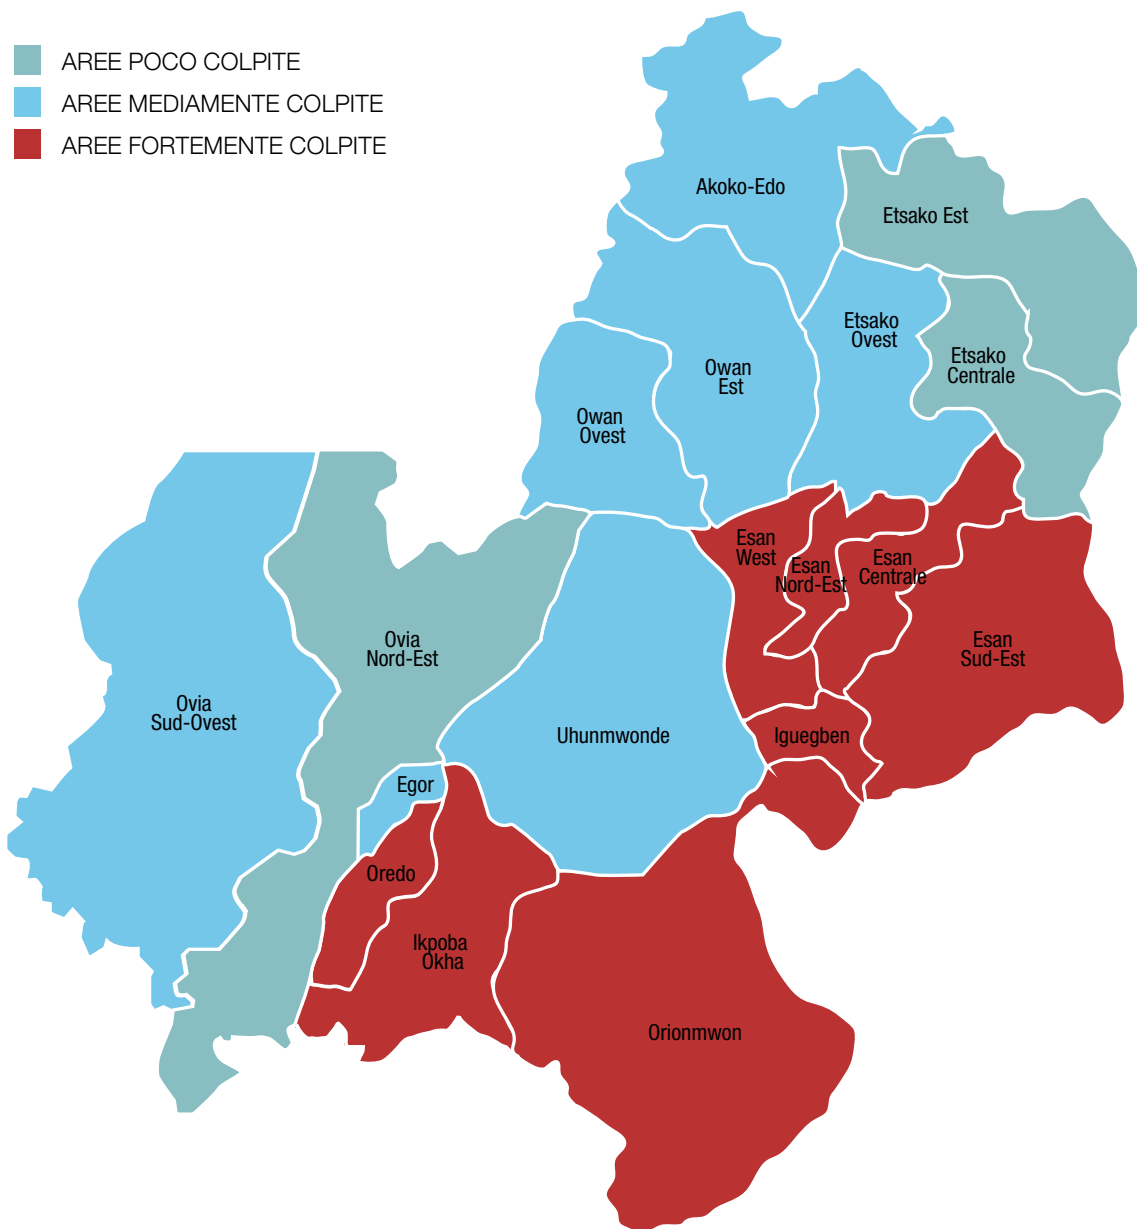 AREE POCO COLPITE
AREE MEDIAMENTE COLPITE
AREE FORTEMENTE COLPITE
Akoko-Edo
Etsako Est
Etsako
Ovest
Etsako
Centrale
Owan
Est
Owan
Ovest
Esan
West
Esan
Nord-Est
Esan
Centrale
Esan
Sud-Est
Ovia
Nord-Est
Ovia
Sud-Ovest
Uhunmwonde
Iguegben
Egor
Oredo
Ikpoba
Okha
Orionmwon